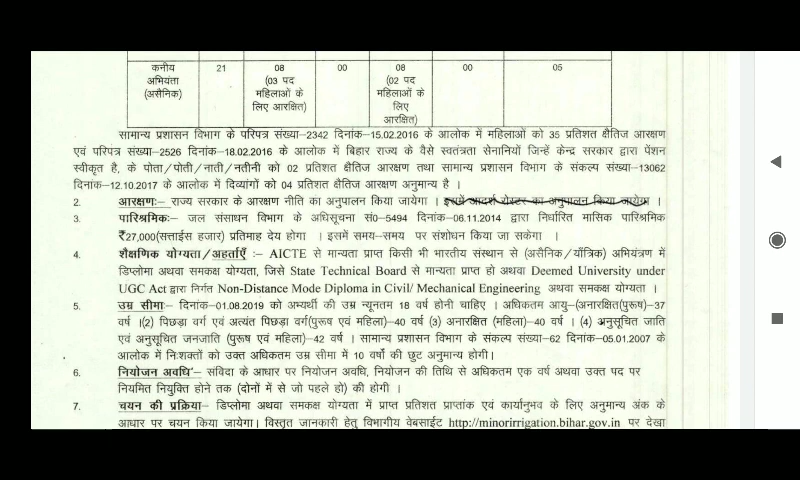 कनीय 21 08 00 08 00 05
अभियंता (03 पद (02 पद
(असैनिक) महिलाओं के महिलाओं के
लिए आरक्षित) लिए
आरक्षित)
सामान्य प्रशासन विभाग के परिपत्र संख्या–2342 दिनांक–15.02.2016 के आलोक में महिलाओं को 35 प्रतिशत क्षैतिज आरक्षण
एवं परिपत्र संख्या–2526 दिनांक–18.02.2016 के आलोक में बिहार राज्य के वैसे स्वतंत्रता सेनानियों जिन्हें केन्द्र सरकार द्वारा पेंशन
स्वीकृत है, के पोता/पोती/नाती/नतीनी को 02 प्रतिशत क्षैतिज आरक्षण तथा सामान्य प्रशासन विभाग के संकल्प संख्या–13062
दिनांक–12.10.2017 के आलोक में दिव्यांगों को 04 प्रतिशत क्षैतिज आरक्षण अनुमान्य है ।
2. आरक्षणः– राज्य सरकार के आरक्षण नीति का अनुपालन किया जायेगा । इसमें आदर्श रोस्टर का अनुपालन किया जायेगा ।
3. पारिश्रमिकः– जल संसाधन विभाग के अधिसूचना सं0–5494 दिनांक–06.11.2014 द्वारा निर्धारित मासिक पारिश्रमिक
₹27,000(सत्ताईस हजार) प्रतिमाह देय होगा । इसमें समय–समय पर संशोधन किया जा सकेगा ।
4. शैक्षणिक योग्यता/अहर्ताएँ :– AICTE से मान्यता प्राप्त किसी भी भारतीय संस्थान से (असैनिक/याँत्रिक) अभियंत्रण में
डिप्लोमा अथवा समकक्ष योग्यता, जिसे State Technical Board से मान्यता प्राप्त हो अथवा Deemed University under
UGC Act द्वारा निर्गत Non-Distance Mode Diploma in Civil/ Mechanical Engineering अथवा समकक्ष योग्यता ।
5. उम्र सीमाः– दिनांक–01.08.2019 को अभ्यर्थी की उम्र न्यूनतम 18 वर्ष होनी चाहिए । अधिकतम आयु–(अनारक्षित(पुरूष)–37
वर्ष ।(2) पिछड़ा वर्ग एवं अत्यंत पिछड़ा वर्ग(पुरूष एवं महिला)–40 वर्ष (3) अनारक्षित (महिला)–40 वर्ष । (4) अनुसूचित जाति
एवं अनुसूचित जनजाति (पुरूष एवं महिला)–42 वर्ष । सामान्य प्रशासन विभाग के संकल्प संख्या–62 दिनांक–05.01.2007 के
आलोक में निःशक्तों को उक्त अधिकतम उम्र सीमा में 10 वर्षो की छुट अनुमान्य होगी।
6. नियोजन अवधि– संविदा के आधार पर नियोजन अवधि, नियोजन की तिथि से अधिकतम एक वर्ष अथवा उक्त पद पर
नियमित नियुक्ति होने तक (दोनों में से जो पहले हो) की होगी ।
7. चयन की प्रक्रिया– डिप्लोमा अथवा समकक्ष योग्यता में प्राप्त प्रतिशत प्राप्तांक एवं कार्यानुभव के लिए अनुमान्य अंक के
आधार पर चयन किया जायेगा। विस्तृत जानकारी हेतु विभागीय वेबसाईट http://minorirrigation.bihar.gov.in पर देखा